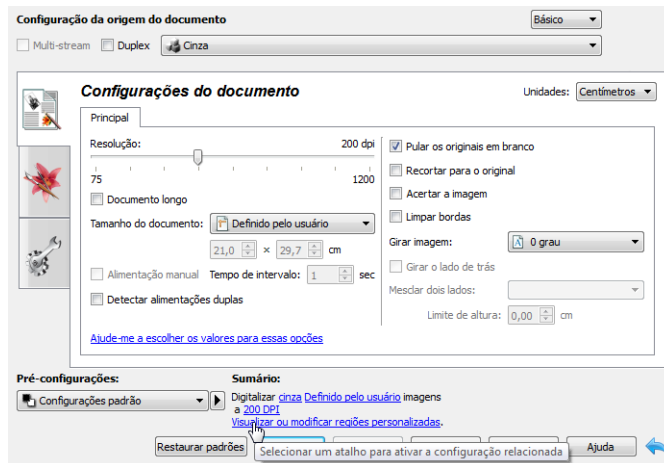 Configuração da origem do documento
Básico
Multi-stream Duplex Cinza
Configurações do documento
Unidades: Centímetros
Principal
Resolução: 200 dpi
75 1200
Documento longo
Tamanho do documento: Definido pelo usuário
21,0 × 29,7 cm
Alimentação manual Tempo de intervalo: 1 sec
Detectar alimentações duplas
Ajude-me a escolher os valores para essas opções
Pular os originais em branco
Recortar para o original
Acertar a imagem
Limpar bordas
Girar imagem: 0 grau
Girar o lado de trás
Mesclar dois lados:
Limite de altura: 0,00 cm
Pré-configurações:
Configurações padrão
Sumário:
Digitalizar cinza Definido pelo usuário imagens
a 200 DPI
Visualizar ou modificar regiões personalizadas.
Restaurar padrões
Selecionar um atalho para ativar a configuração relacionada
Ajuda